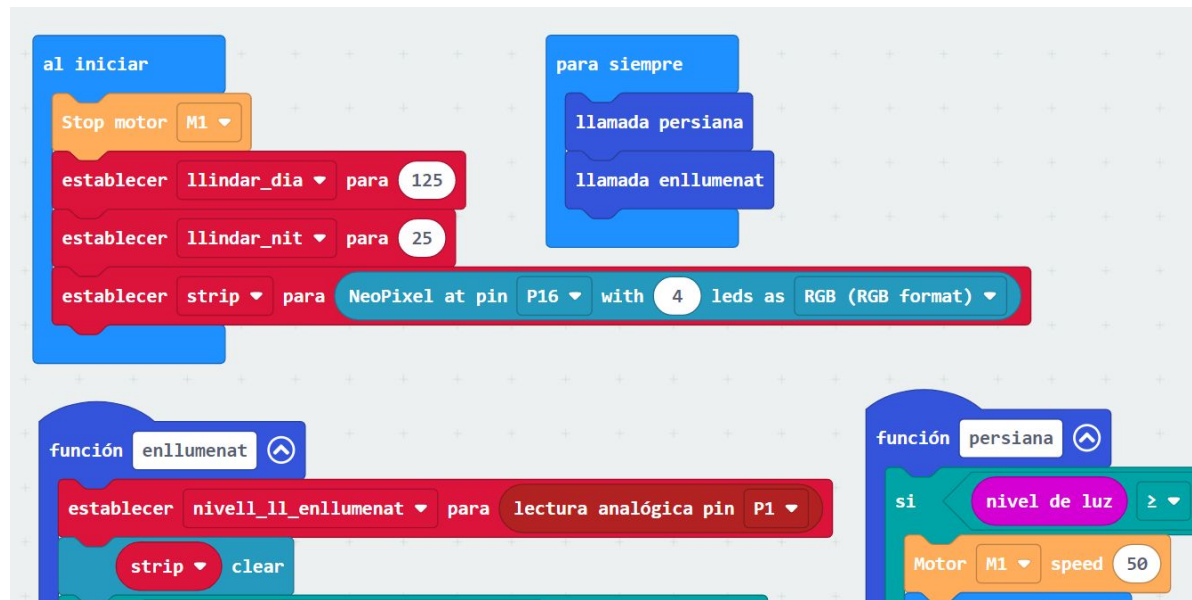 al iniciar
Stop motor M1
establecer llindar_dia para 125
establecer llindar_nit para 25
establecer strip para NeoPixel at pin P16 with 4 leds as RGB (RGB format)
para siempre
llamada persiana
llamada enllumenat
función enllumenat
establecer nivell_ll_enllumenat para lectura analógica pin P1
strip clear
función persiana
si nivel de luz ≥
Motor M1 speed 50